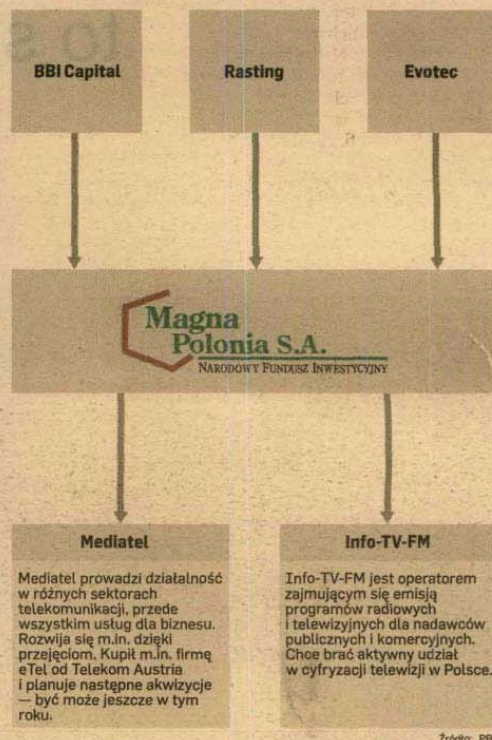 BBI Capital
Rasting
Evotec
Magna
Polonia S.A.
NARODOWY FUNDUSZ INWESTYCYJNY
Mediatel
Mediatel prowadzi działalność
w różnych sektorach
telekomunikacji, przede
wszystkim usług dla biznesu.
Rozwija się m.in. dzięki
przejęciom. Kupił m.in. firmę
eTel od Telekom Austria
i planuje następne akwizycje
— być może jeszcze w tym
roku.
Info-TV-FM
Info-TV-FM jest operatorem
zajmującym się emisją
programów radiowych
i telewizyjnych dla nadawców
publicznych i komercyjnych.
Chce brać aktywny udział
w cyfryzacji telewizji w Polsce.
Źródło: PB